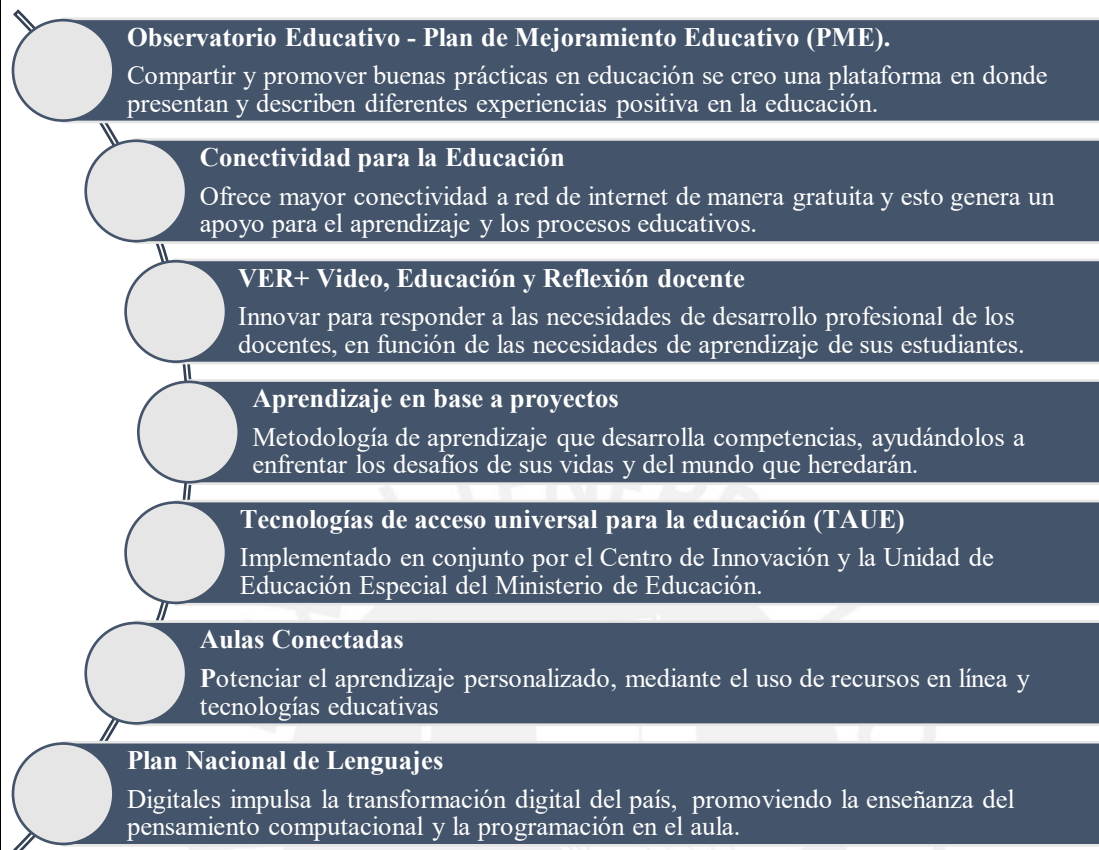 Observatorio Educativo - Plan de Mejoramiento Educativo (PME).
Compartir y promover buenas prácticas en educación se creo una plataforma en donde
presentan y describen diferentes experiencias positiva en la educación.
Conectividad para la Educación
Ofrece mayor conectividad a red de internet de manera gratuita y esto genera un
apoyo para el aprendizaje y los procesos educativos.
VER+ Video, Educación y Reflexión docente
Innovar para responder a las necesidades de desarrollo profesional de los
docentes, en función de las necesidades de aprendizaje de sus estudiantes.
Aprendizaje en base a proyectos
Metodología de aprendizaje que desarrolla competencias, ayudándolos a
enfrentar los desafíos de sus vidas y del mundo que heredarán.
Tecnologías de acceso universal para la educación (TAUE)
Implementado en conjunto por el Centro de Innovación y la Unidad de
Educación Especial del Ministerio de Educación.
Aulas Conectadas
Potenciar el aprendizaje personalizado, mediante el uso de recursos en línea y
tecnologías educativas
Plan Nacional de Lenguajes
Digitales impulsa la transformación digital del país, promoviendo la enseñanza del
pensamiento computacional y la programación en el aula.